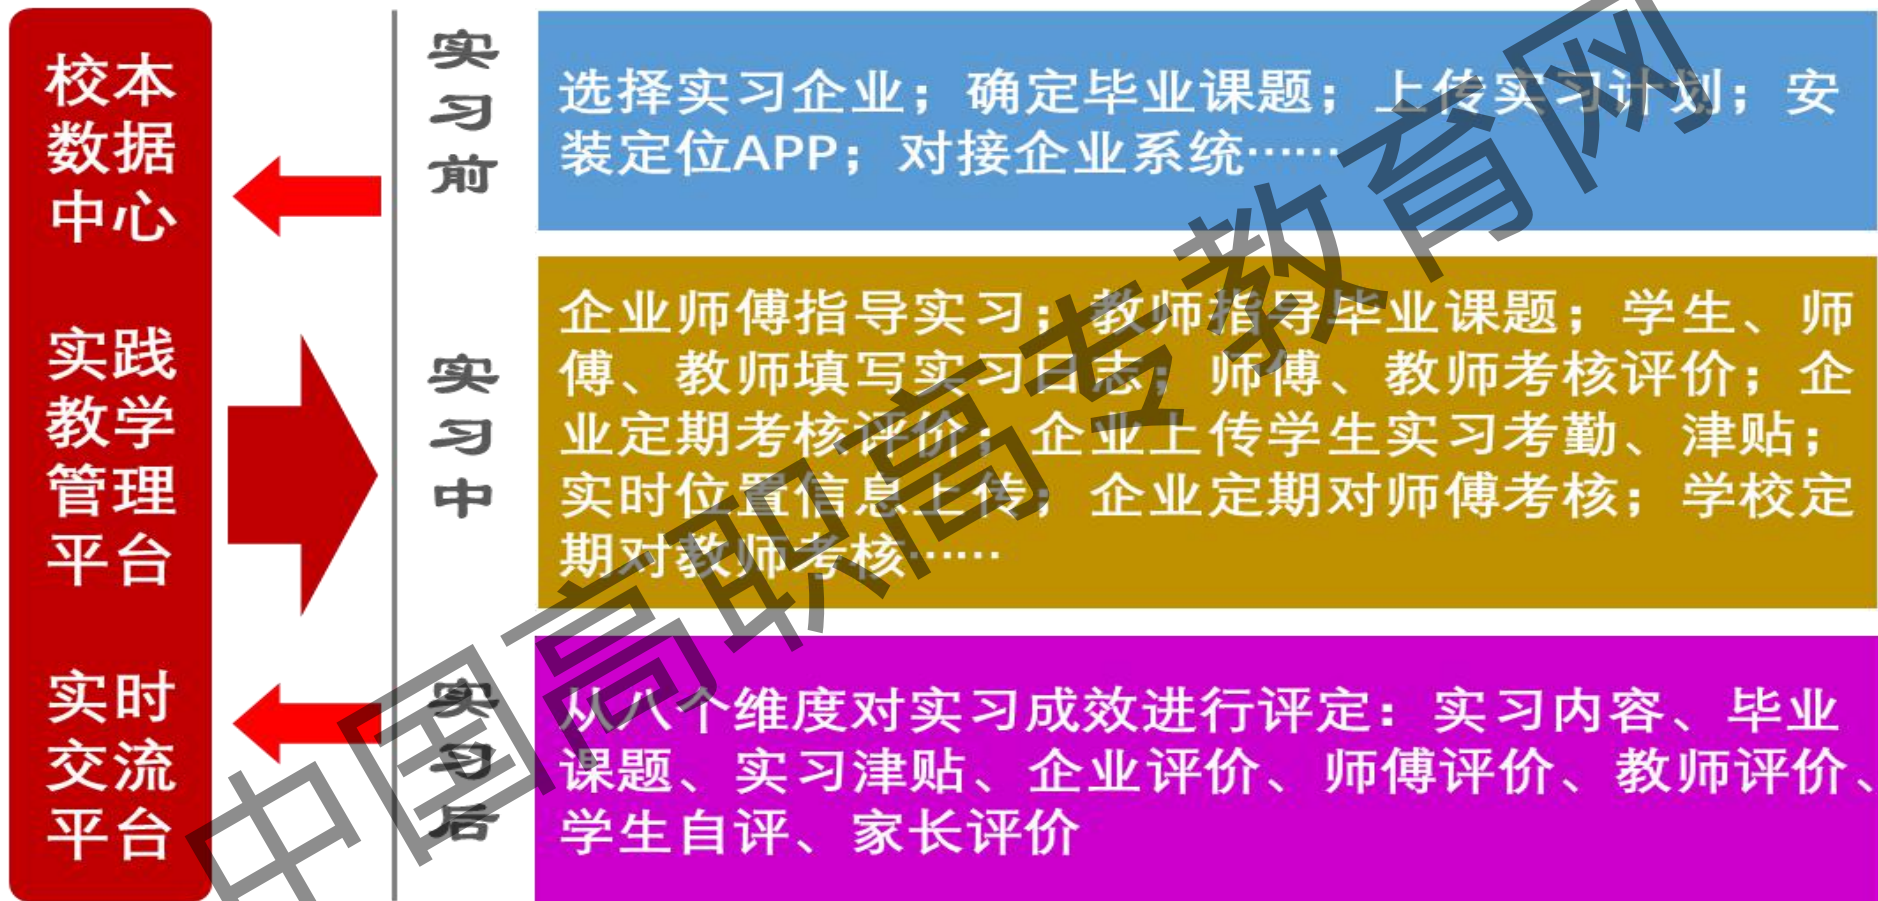 校本
数据
中心
实践
教学
管理
平台
实时
交流
平台
实
习
前
选择实习企业；确定毕业课题；上传实习计划；安
装定位APP；对接企业系统……
实
习
中
企业师傅指导实习；教师指导毕业课题；学生、师
傅、教师填写实习日志；师傅、教师考核评价；企
业定期考核评价；企业上传学生实习考勤、津贴；
实时位置信息上传；企业定期对师傅考核；学校定
期对教师考核……
实
习
后
从八个维度对实习成效进行评定：实习内容、毕业
课题、实习津贴、企业评价、师傅评价、教师评价、
学生自评、家长评价
中国高职高专教育网